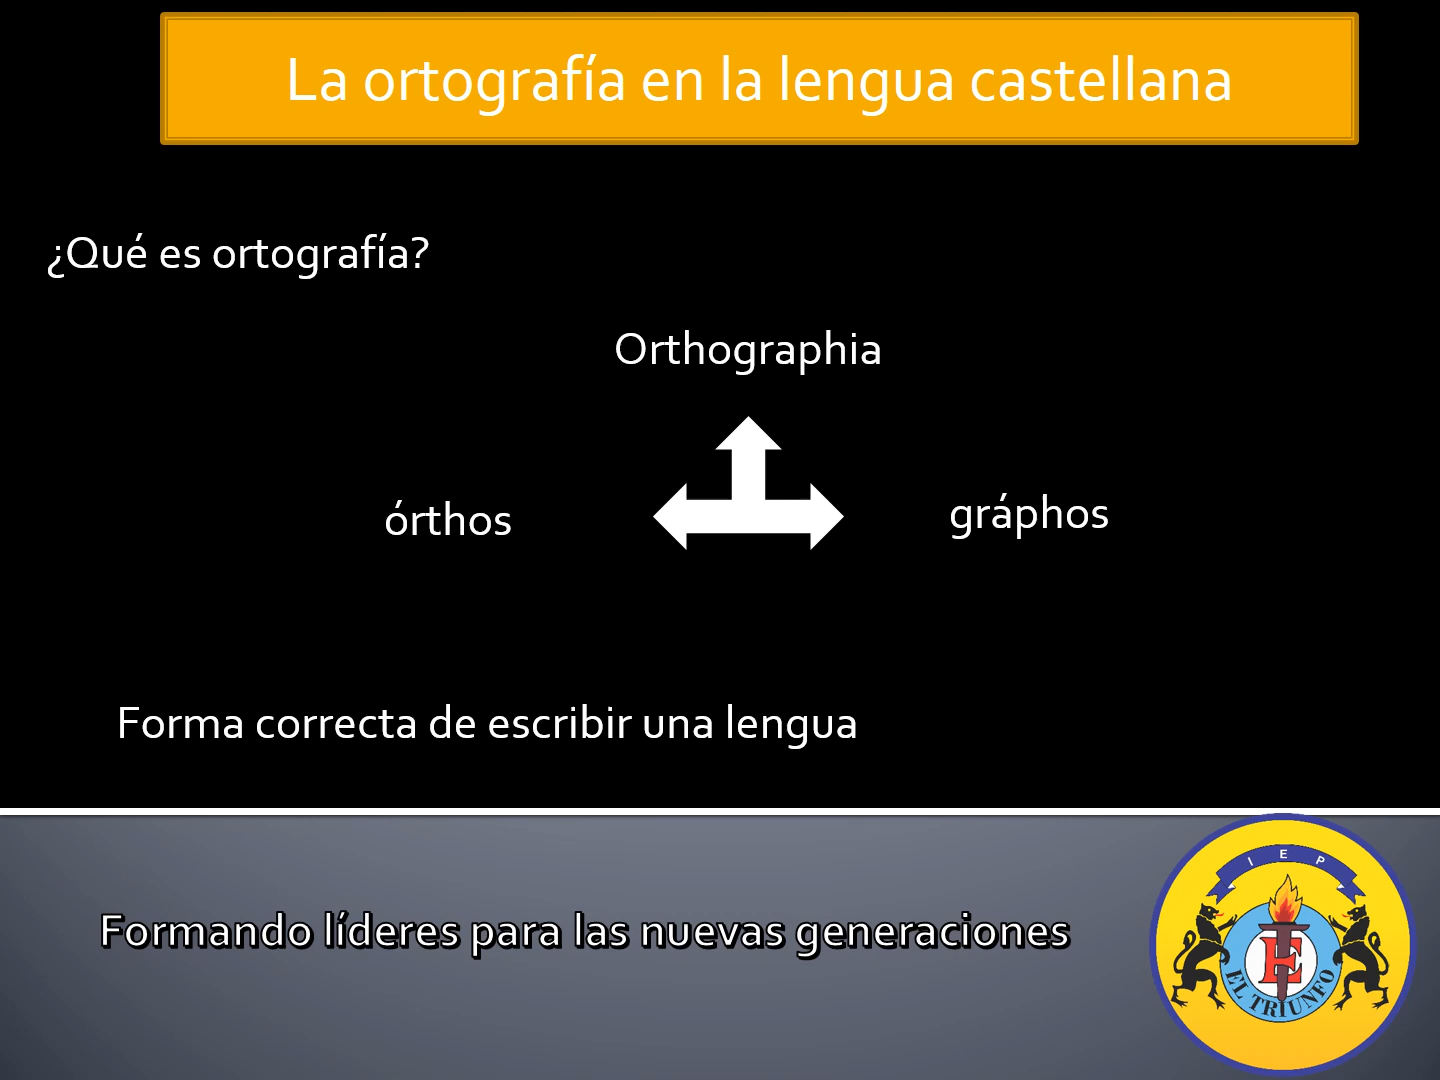 La ortografía en la lengua castellana
¿Qué es ortografía?
Orthographia
órthos
gráphos
Forma correcta de escribir una lengua
Formando líderes para las nuevas generaciones
I E P
E
EL TRIUNFO